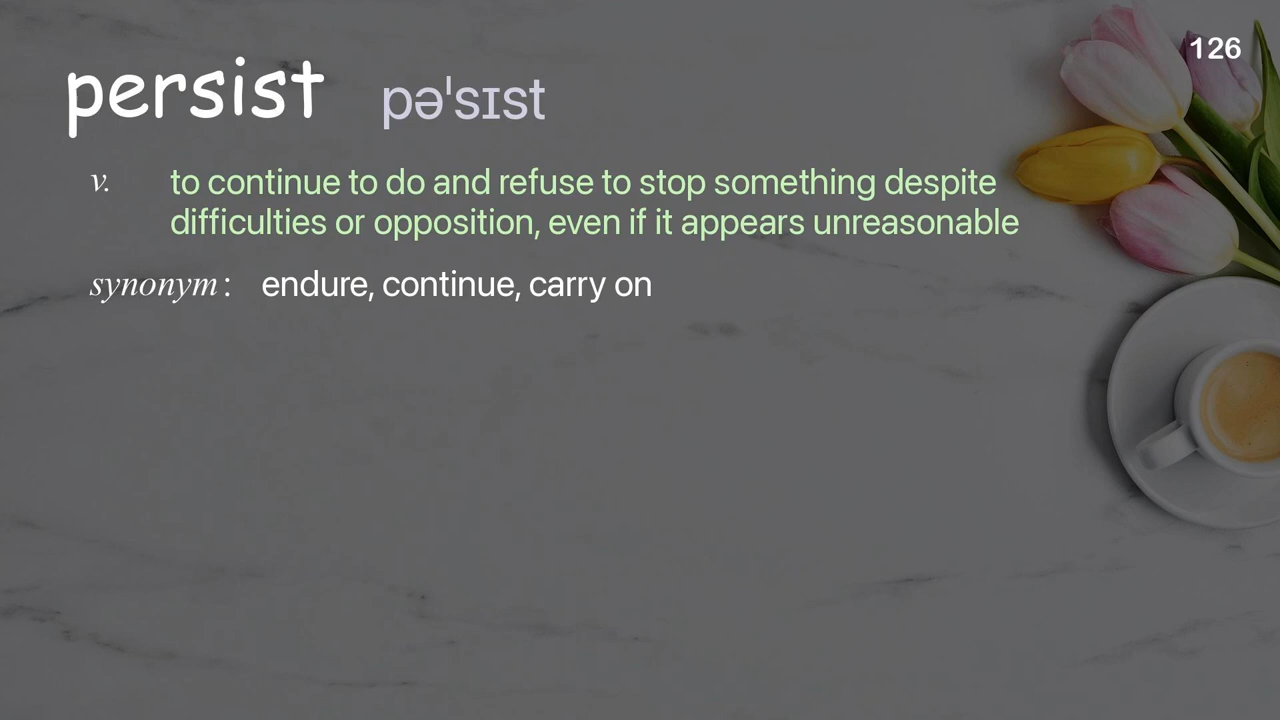 126
persist pəˈsɪst
v. to continue to do and refuse to stop something despite
difficulties or opposition, even if it appears unreasonable
synonym : endure, continue, carry on